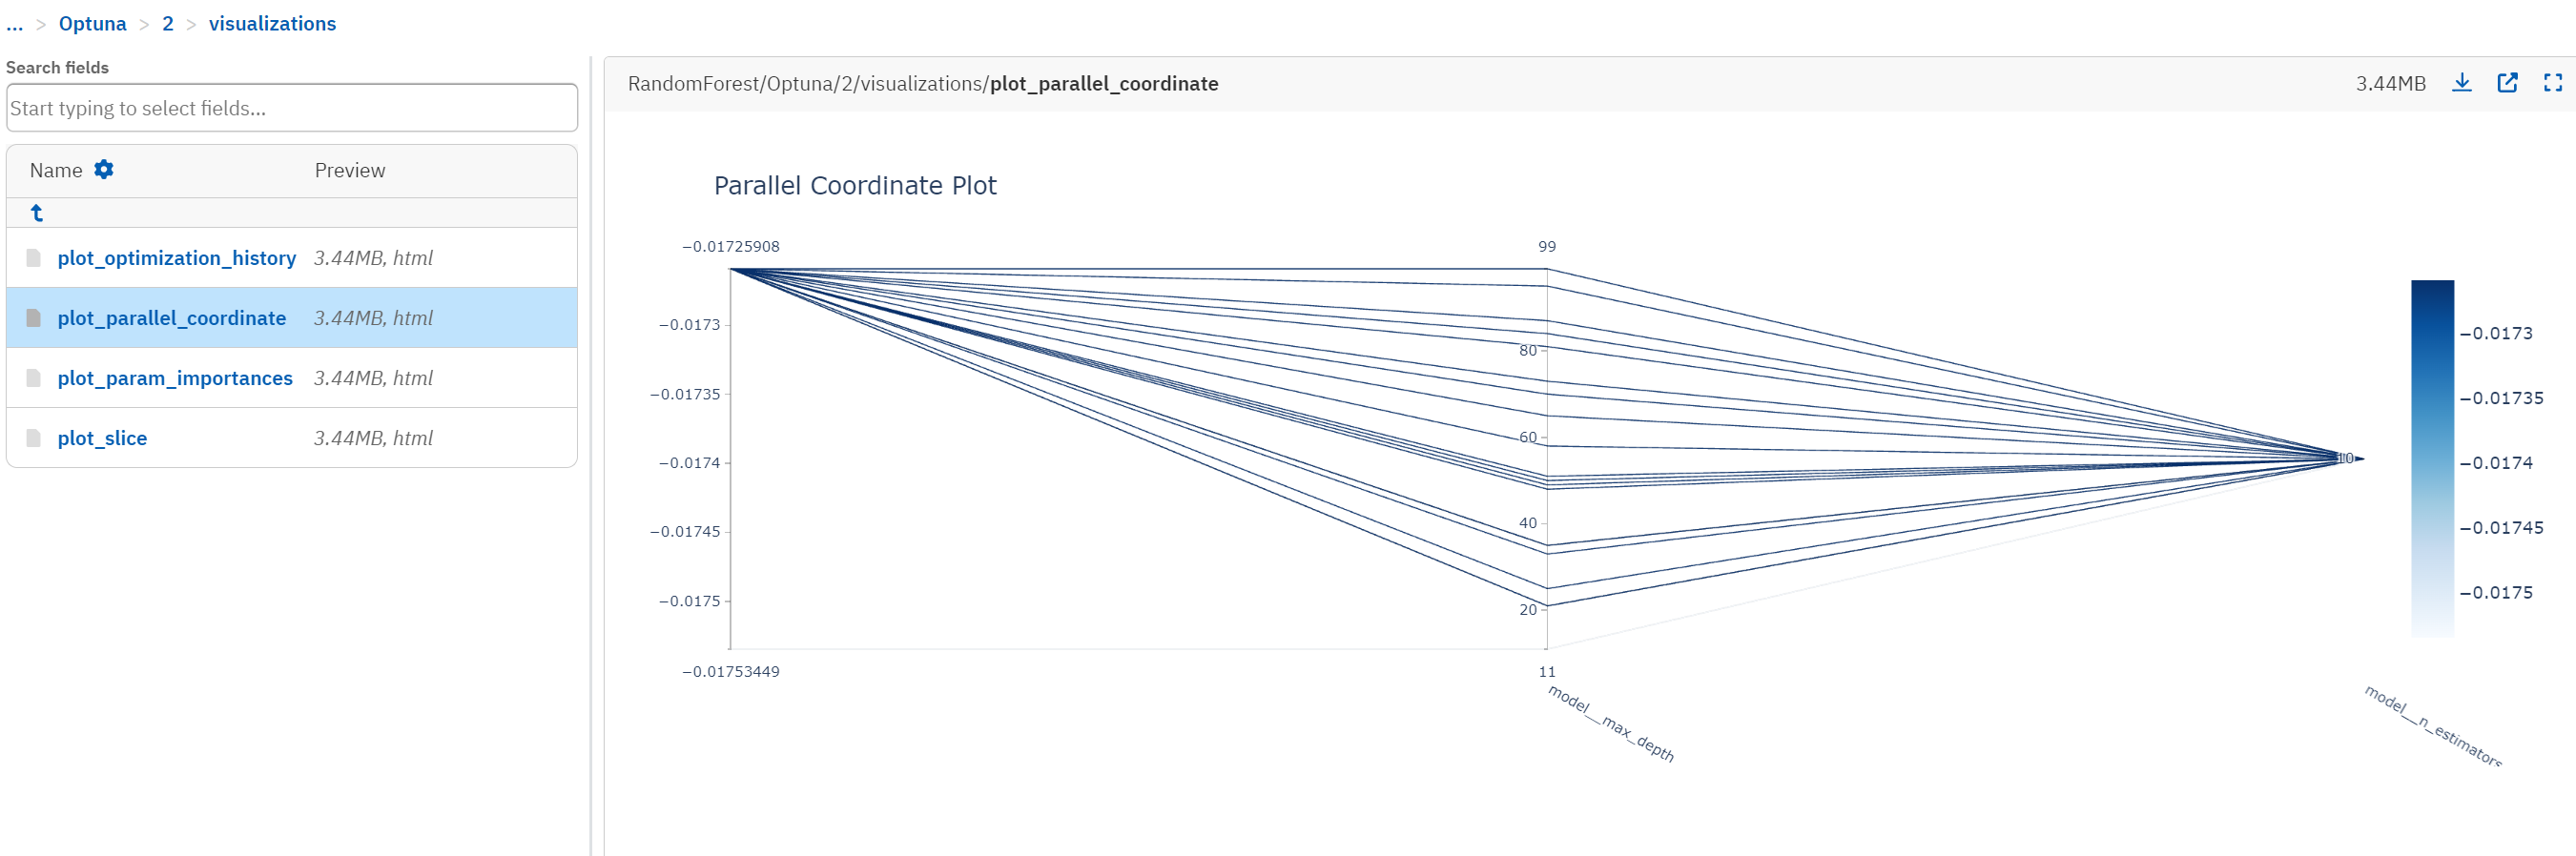 ... > Optuna > 2 > visualizations
Search fields
Start typing to select fields...
Name Preview
plot_optimization_history 3.44MB, html
plot_parallel_coordinate 3.44MB, html
plot_param_importances 3.44MB, html
plot_slice 3.44MB, html
RandomForest/Optuna/2/visualizations/plot_parallel_coordinate 3.44MB
Parallel Coordinate Plot
−0.01725908
−0.0173
−0.01735
−0.0174
−0.01745
−0.0175
−0.01753449
99
80
60
40
20
11
model__max_depth
10
model__n_estimators
−0.0173
−0.01735
−0.0174
−0.01745
−0.0175